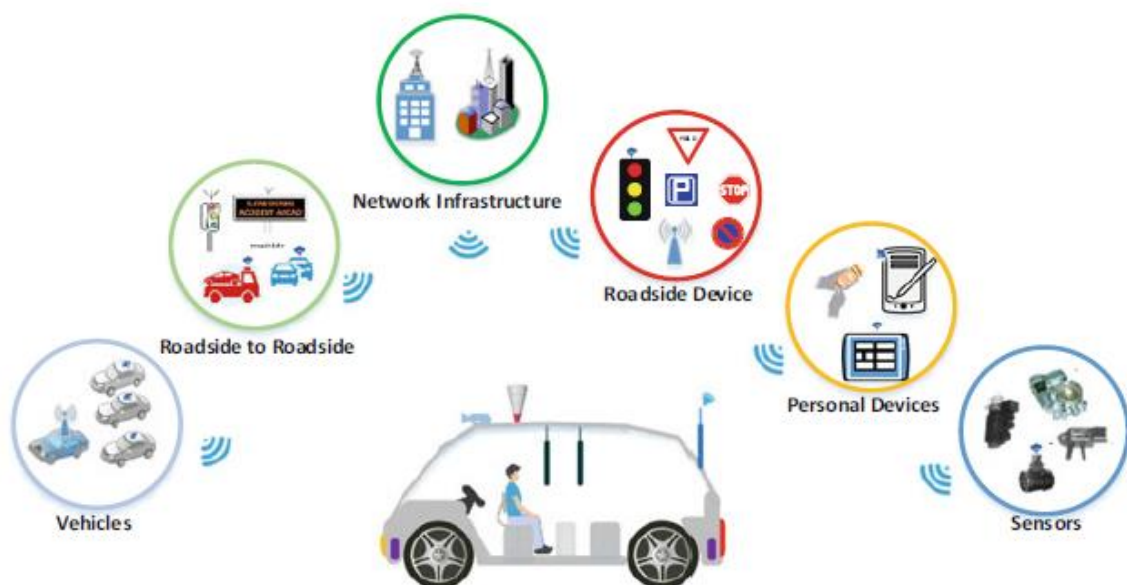 Network Infrastructure
P
STOP
ACCIDENT AHEAD
Roadside Device
Roadside to Roadside
Personal Devices
Vehicles
Sensors